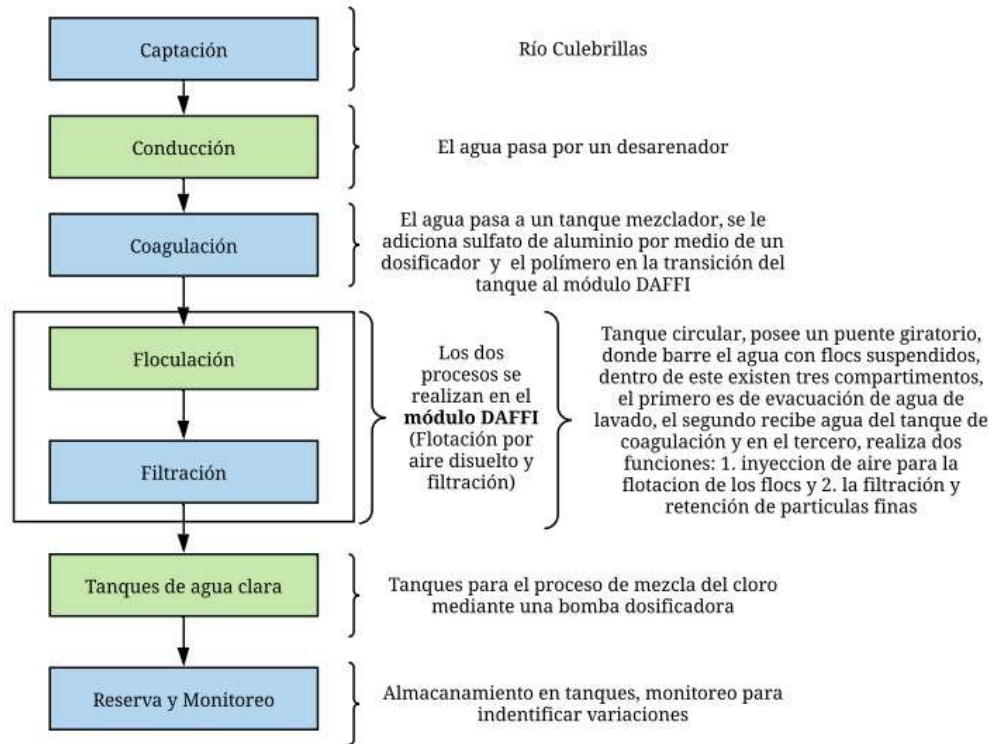 Captación
Río Culebrillas
Conducción
El agua pasa por un desarenador
Coagulación
El agua pasa a un tanque mezclador, se le
adiciona sulfato de aluminio por medio de un
dosificador y el polímero en la transición del
tanque al módulo DAFFI
Floculación
Filtración
Los dos
procesos se
realizan en el
módulo DAFFI
(Flotación por
aire disuelto y
filtración)
Tanque circular, posee un puente giratorio,
donde barre el agua con flocs suspendidos,
dentro de este existen tres compartimentos,
el primero es de evacuación de agua de
lavado, el segundo recibe agua del tanque de
coagulación y en el tercero, realiza dos
funciones: 1. inyeccion de aire para la
flotacion de los flocs y 2. la filtración y
retención de particulas finas
Tanques de agua clara
Tanques para el proceso de mezcla del cloro
mediante una bomba dosificadora
Reserva y Monitoreo
Almacanamiento en tanques, monitoreo para
indentificar variaciones